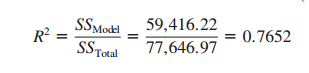 R² = SS_Model / SS_Total = 59,416.22 / 77,646.97 = 0.7652